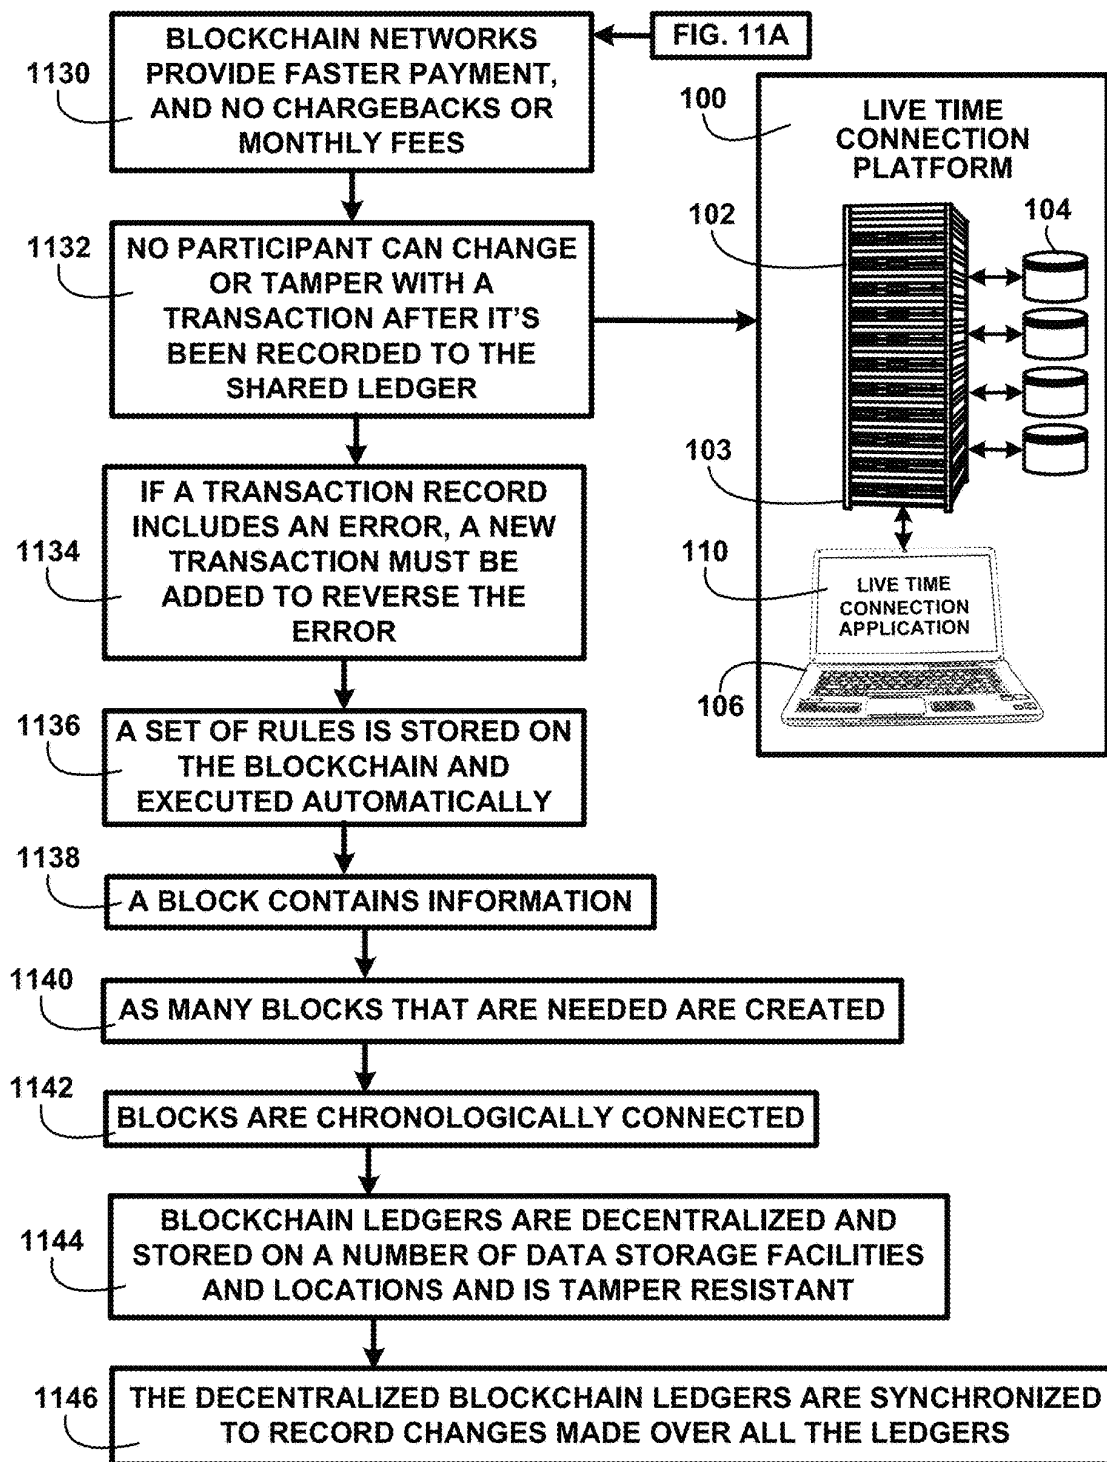 FIG. 11A
1130
BLOCKCHAIN NETWORKS
PROVIDE FASTER PAYMENT,
AND NO CHARGEBACKS OR
MONTHLY FEES
1132
NO PARTICIPANT CAN CHANGE
OR TAMPER WITH A
TRANSACTION AFTER IT'S
BEEN RECORDED TO THE
SHARED LEDGER
1134
IF A TRANSACTION RECORD
INCLUDES AN ERROR, A NEW
TRANSACTION MUST BE
ADDED TO REVERSE THE
ERROR
1136
A SET OF RULES IS STORED ON
THE BLOCKCHAIN AND
EXECUTED AUTOMATICALLY
1138
A BLOCK CONTAINS INFORMATION
1140
AS MANY BLOCKS THAT ARE NEEDED ARE CREATED
1142
BLOCKS ARE CHRONOLOGICALLY CONNECTED
1144
BLOCKCHAIN LEDGERS ARE DECENTRALIZED AND
STORED ON A NUMBER OF DATA STORAGE FACILITIES
AND LOCATIONS AND IS TAMPER RESISTANT
1146
THE DECENTRALIZED BLOCKCHAIN LEDGERS ARE SYNCHRONIZED
TO RECORD CHANGES MADE OVER ALL THE LEDGERS
100
LIVE TIME
CONNECTION
PLATFORM
102
104
103
110
LIVE TIME
CONNECTION
APPLICATION
106